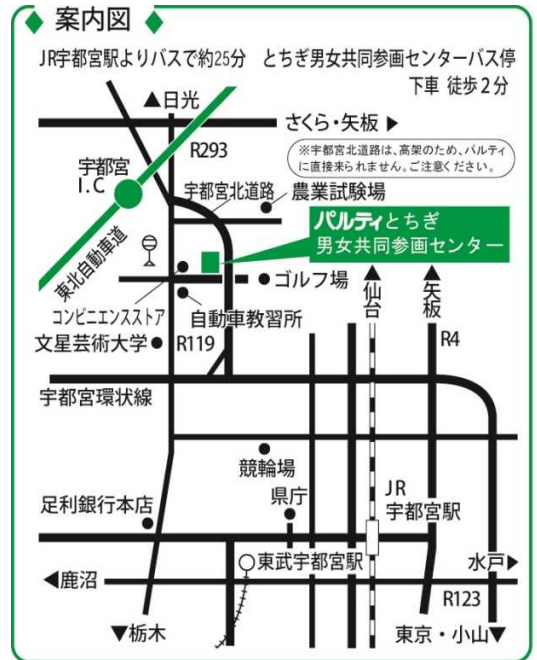 案内図
JR宇都宮駅よりバスで約25分　とちぎ男女共同参画センターバス停
下車 徒歩2分
▲日光
さくら・矢板▶
R293
※宇都宮北道路は、高架のため、パルティ
に直接来られません。ご注意ください。
宇都宮
I.C
宇都宮北道路
農業試験場
パルティとちぎ
男女共同参画センター
東北自動車道
ゴルフ場
▲仙台
▲矢板
コンビニエンスストア
自動車教習所
文星芸術大学
R119
R4
宇都宮環状線
競輪場
足利銀行本店
県庁
JR
宇都宮駅
東武宇都宮駅
水戸▶
◀鹿沼
R123
▼栃木
東京・小山▼